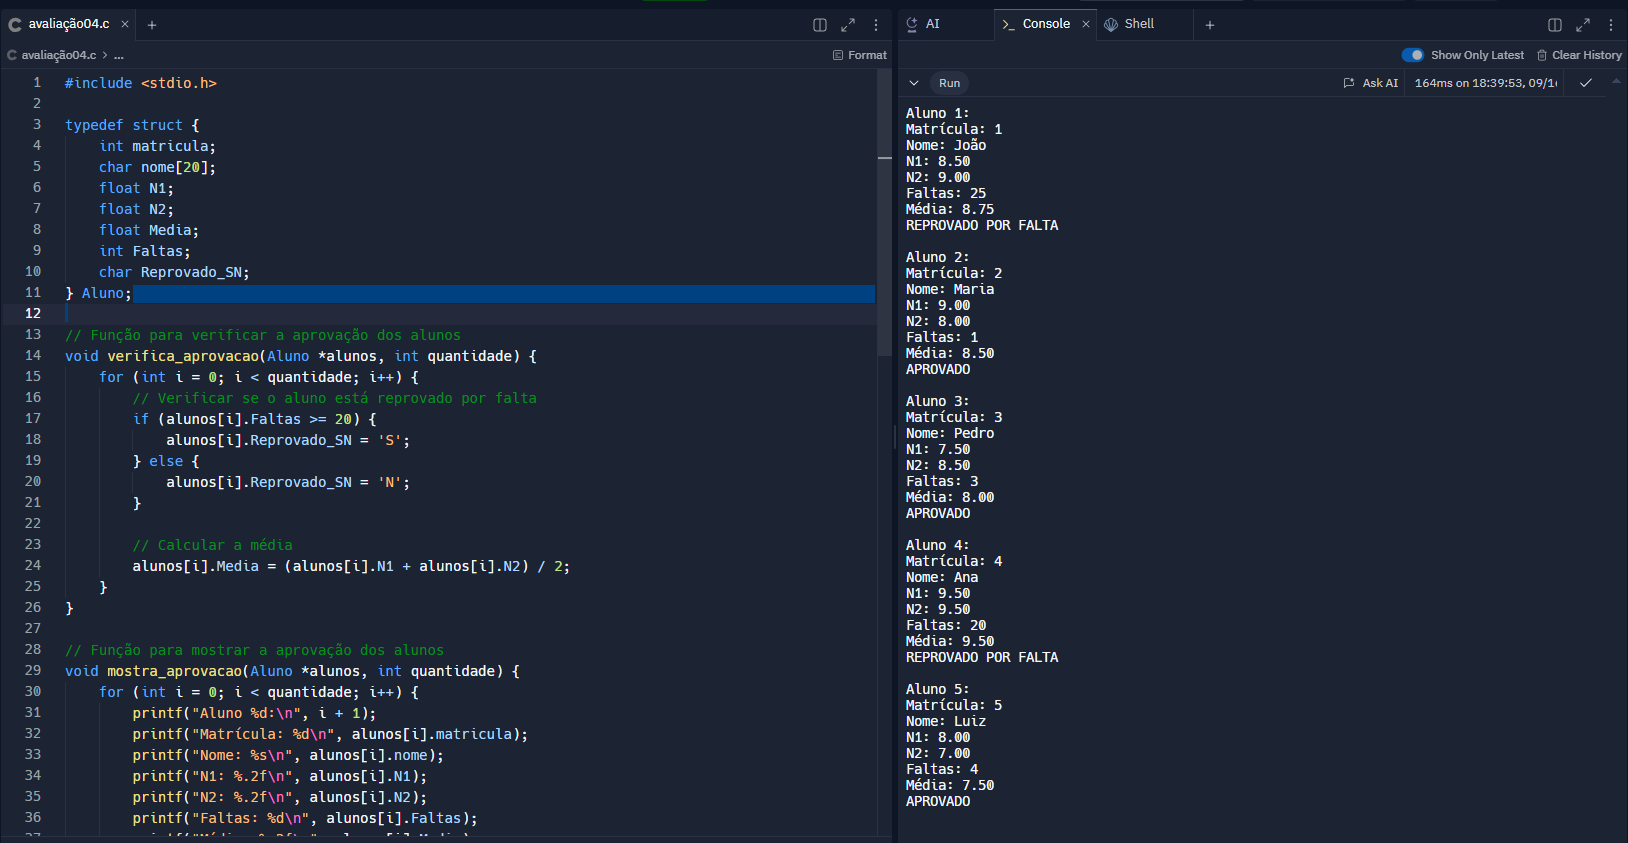 avaliação04.c
avaliação04.c > ...
Format
1 #include <stdio.h>
2
3 typedef struct {
4 int matricula;
5 char nome[20];
6 float N1;
7 float N2;
8 float Media;
9 int Faltas;
10 char Reprovado_SN;
11 } Aluno;
12
13 // Função para verificar a aprovação dos alunos
14 void verifica_aprovacao(Aluno *alunos, int quantidade) {
15 for (int i = 0; i < quantidade; i++) {
16 // Verificar se o aluno está reprovado por falta
17 if (alunos[i].Faltas >= 20) {
18 alunos[i].Reprovado_SN = 'S';
19 } else {
20 alunos[i].Reprovado_SN = 'N';
21 }
22
23 // Calcular a média
24 alunos[i].Media = (alunos[i].N1 + alunos[i].N2) / 2;
25 }
26 }
27
28 // Função para mostrar a aprovação dos alunos
29 void mostra_aprovacao(Aluno *alunos, int quantidade) {
30 for (int i = 0; i < quantidade; i++) {
31 printf("Aluno %d:\n", i + 1);
32 printf("Matrícula: %d\n", alunos[i].matricula);
33 printf("Nome: %s\n", alunos[i].nome);
34 printf("N1: %.2f\n", alunos[i].N1);
35 printf("N2: %.2f\n", alunos[i].N2);
36 printf("Faltas: %d\n", alunos[i].Faltas);
AI
Console
Shell
Show Only Latest
Clear History
Run
Ask AI
164ms on 18:39:53, 09/1
Aluno 1:
Matrícula: 1
Nome: João
N1: 8.50
N2: 9.00
Faltas: 25
Média: 8.75
REPROVADO POR FALTA
Aluno 2:
Matrícula: 2
Nome: Maria
N1: 9.00
N2: 8.00
Faltas: 1
Média: 8.50
APROVADO
Aluno 3:
Matrícula: 3
Nome: Pedro
N1: 7.50
N2: 8.50
Faltas: 3
Média: 8.00
APROVADO
Aluno 4:
Matrícula: 4
Nome: Ana
N1: 9.50
N2: 9.50
Faltas: 20
Média: 9.50
REPROVADO POR FALTA
Aluno 5:
Matrícula: 5
Nome: Luiz
N1: 8.00
N2: 7.00
Faltas: 4
Média: 7.50
APROVADO